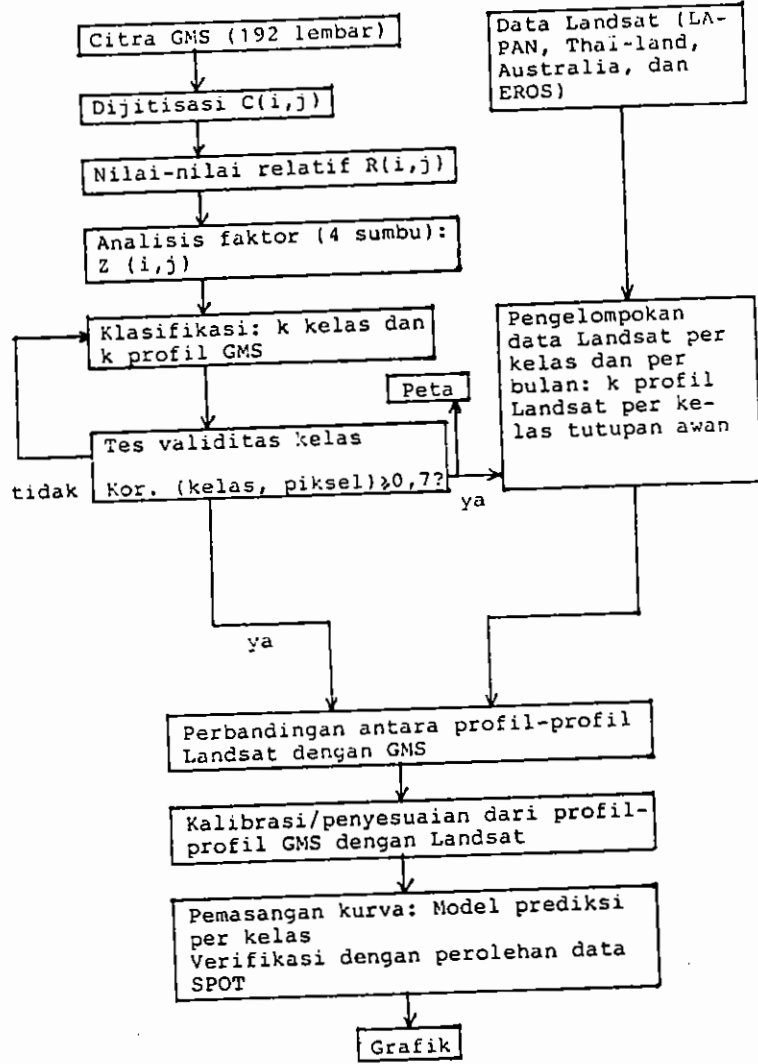 Citra GMS (192 lembar)
Dijitisasi C(i,j)
Nilai-nilai relatif R(i,j)
Analisis faktor (4 sumbu):
Z (i,j)
Klasifikasi: k kelas dan
k profil GMS
Tes validitas kelas
Kor. (kelas, piksel)⩾0,7?
tidak
ya
Peta
Data Landsat (LA-
PAN, Thai-land,
Australia, dan
EROS)
Pengelompokan
data Landsat per
kelas dan per
bulan: k profil
Landsat per ke-
las tutupan awan
ya
Perbandingan antara profil-profil
Landsat dengan GMS
Kalibrasi/penyesuaian dari profil-
profil GMS dengan Landsat
Pemasangan kurva: Model prediksi
per kelas
Verifikasi dengan perolehan data
SPOT
Grafik